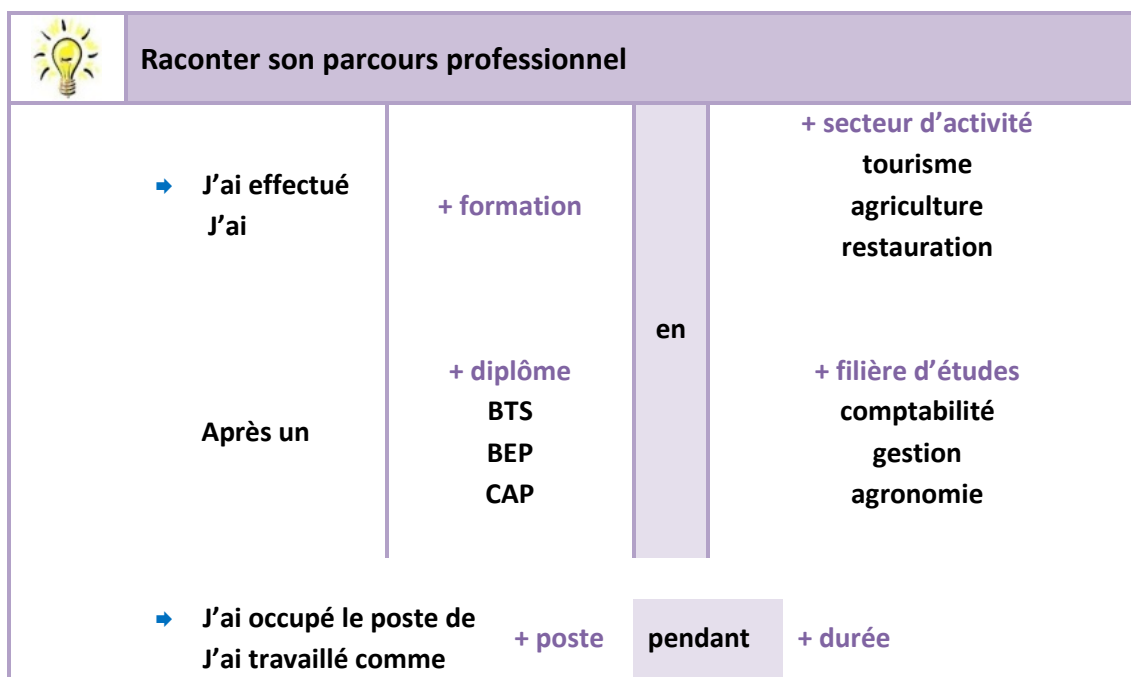 Raconter son parcours professionnel
J’ai effectué
J’ai
+ formation
+ secteur d’activité
tourisme
agriculture
restauration
en
Après un
+ diplôme
BTS
BEP
CAP
+ filière d’études
comptabilité
gestion
agronomie
J’ai occupé le poste de
J’ai travaillé comme
+ poste
pendant
+ durée